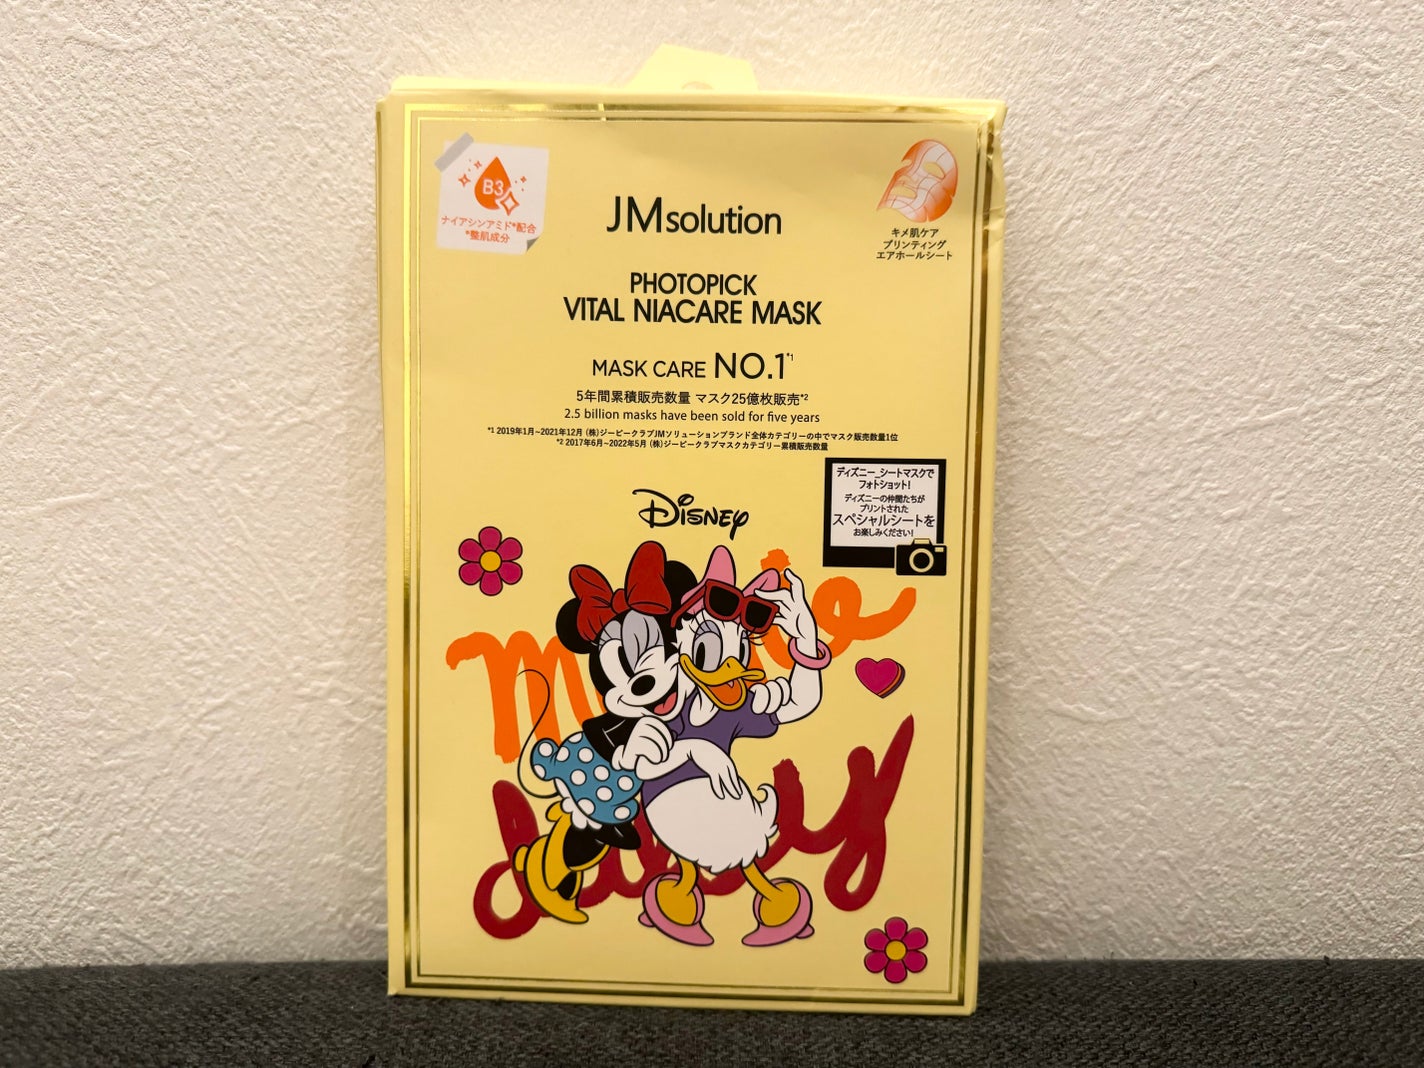 B3
ナイアシンアミド*配合
*整肌成分
JMsolution
キメ肌ケア
プリンティング
エアホールシート
PHOTOPICK
VITAL NIACARE MASK
MASK CARE NO.1*1
5年間累積販売数量 マスク25億枚販売*2
2.5 billion masks have been sold for five years
*1 2019年1月~2021年12月 (株)ジーピークラブJMソリューションブランド全体カテゴリーの中でマスク販売数量1位
*2 2017年6月~2022年5月 (株)ジーピークラブマスクカテゴリー累積販売数量
ディズニー_シートマスクで
フォトショット!
ディズニーの仲間たちが
プリントされた
スペシャルシートを
お楽しみください!
Disney